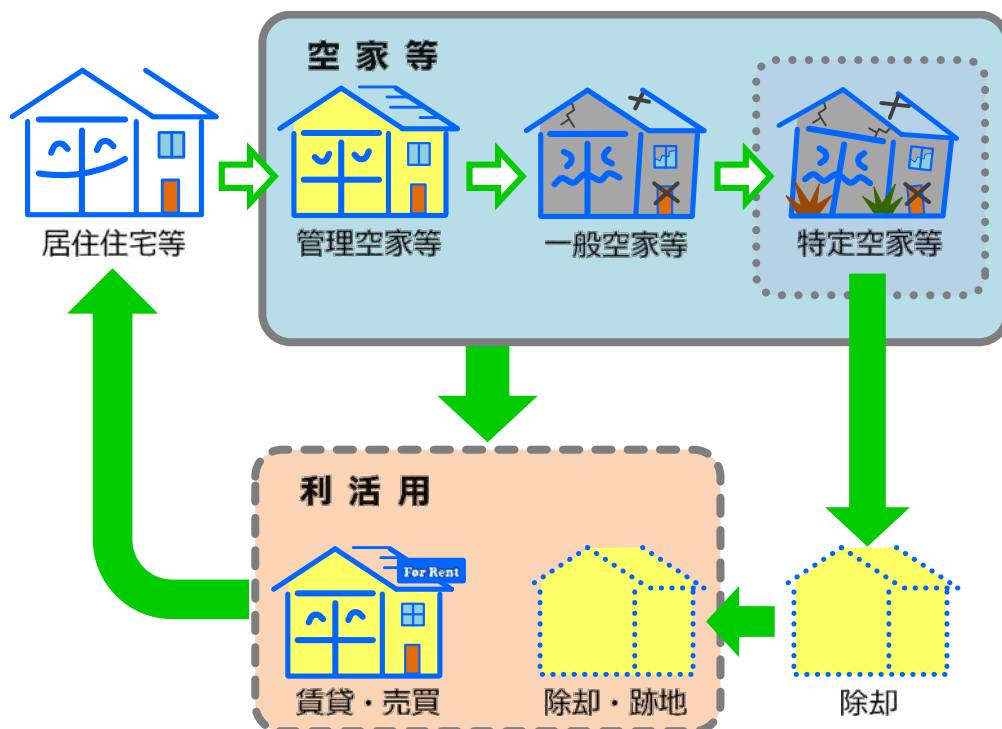 空家等
居住住宅等
管理空家等
一般空家等
特定空家等
利活用
For Rent
賃貸・売買
除却・跡地
除却